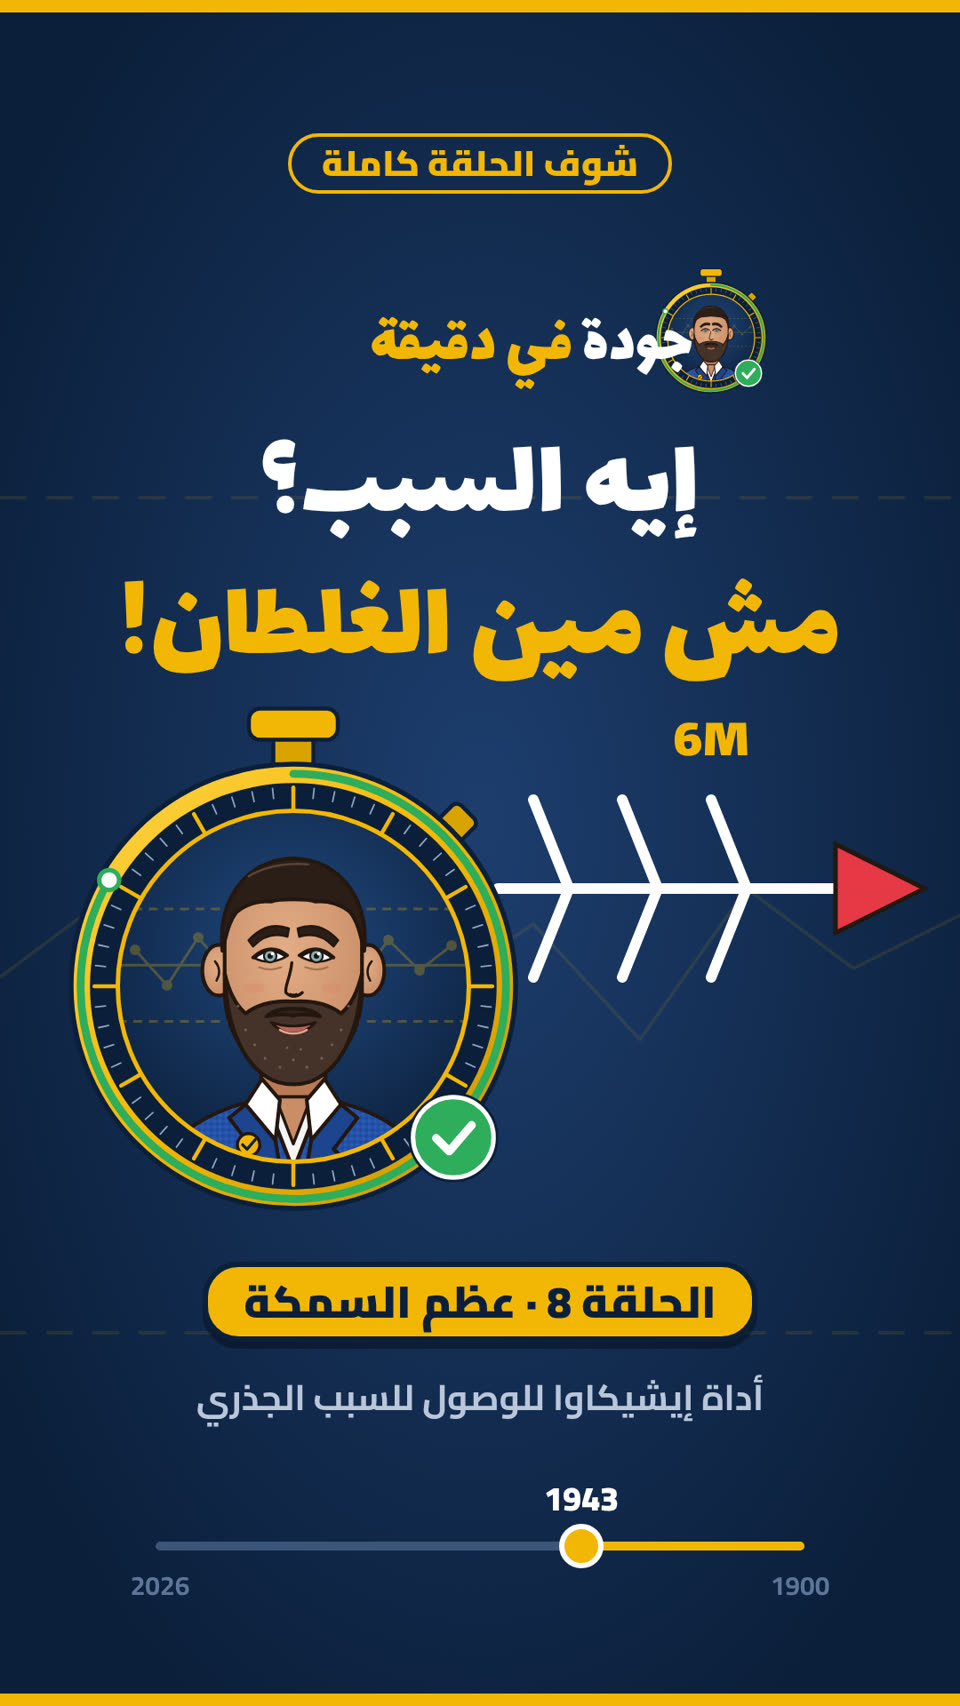 شوف الحلقة كاملة
جودة في دقيقة
إيه السبب؟
مش مين الغلطان!
6M
الحلقة 8 · عظم السمكة
أداة إيشيكاوا للوصول للسبب الجذري
1943
1900
2026